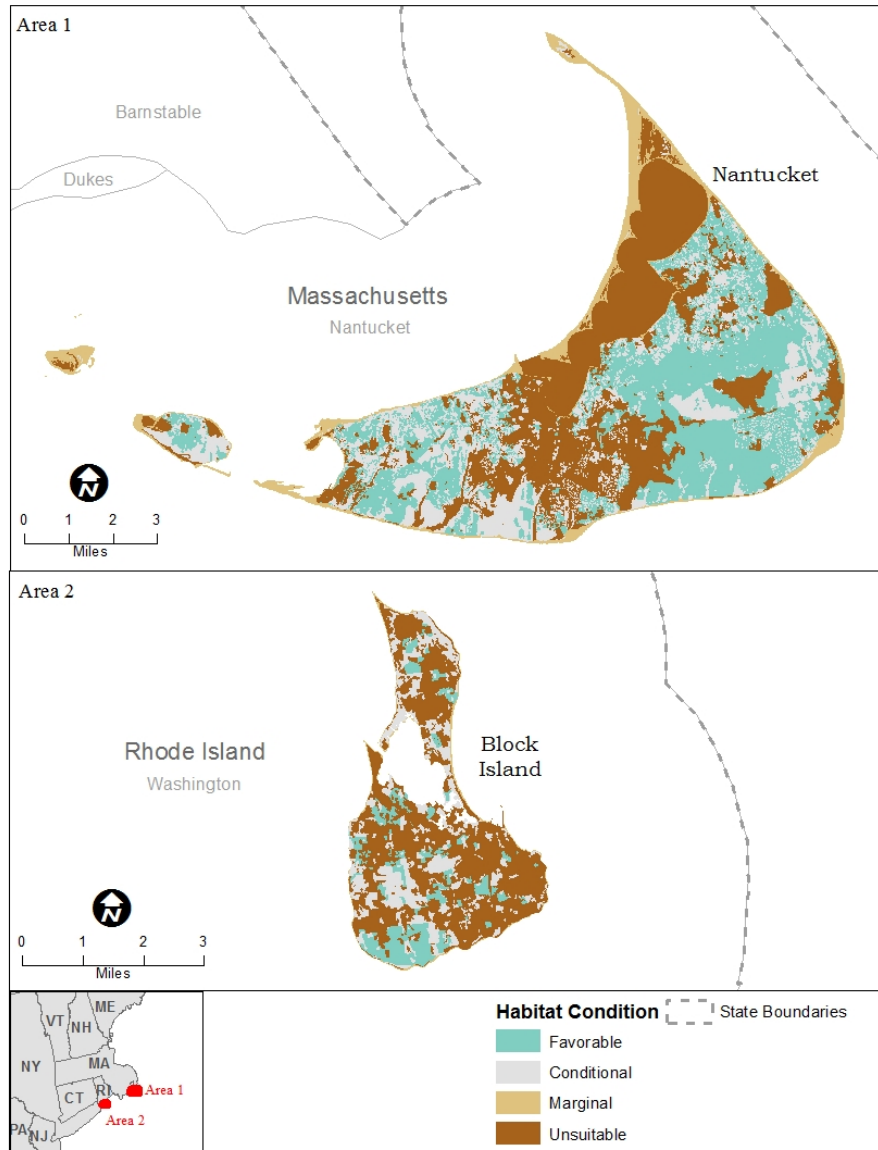 Area 1
Barnstable
Dukes
Nantucket
Massachusetts
Nantucket
N
0 1 2 3
Miles
Area 2
Rhode Island
Washington
Block
Island
N
0 1 2 3
Miles
ME
VT
NH
NY
MA
CT
RI
PA
NJ
Area 1
Area 2
Habitat Condition
State Boundaries
Favorable
Conditional
Marginal
Unsuitable